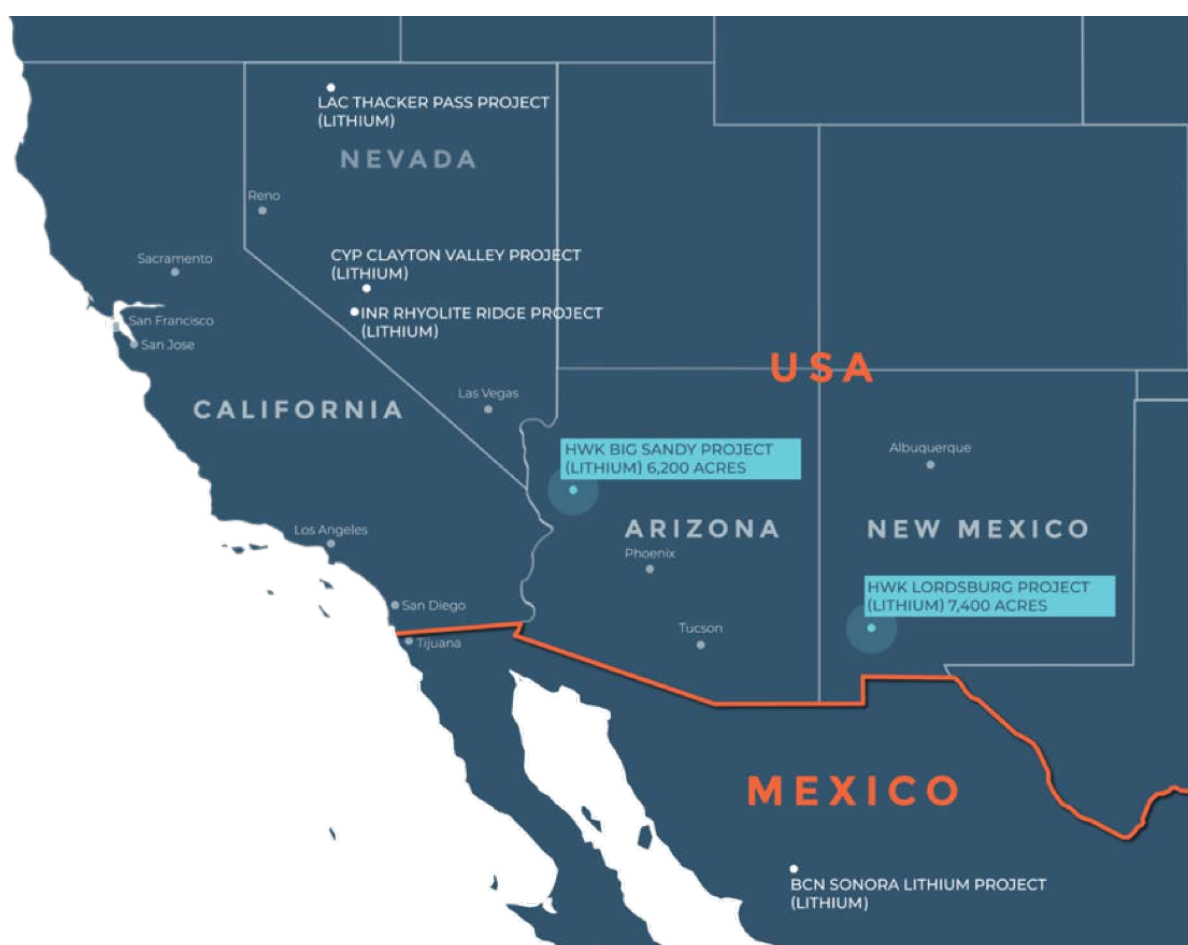 LAC THACKER PASS PROJECT
(LITHIUM)
NEVADA
Reno
CYP CLAYTON VALLEY PROJECT
(LITHIUM)
Sacramento
INR RHYOLITE RIDGE PROJECT
(LITHIUM)
San Francisco
San Jose
USA
Las Vegas
CALIFORNIA
HWK BIG SANDY PROJECT
(LITHIUM) 6,200 ACRES
Albuquerque
Los Angeles
ARIZONA
NEW MEXICO
Phoenix
HWK LORDSBURG PROJECT
(LITHIUM) 7,400 ACRES
San Diego
Tucson
Tijuana
MEXICO
BCN SONORA LITHIUM PROJECT
(LITHIUM)